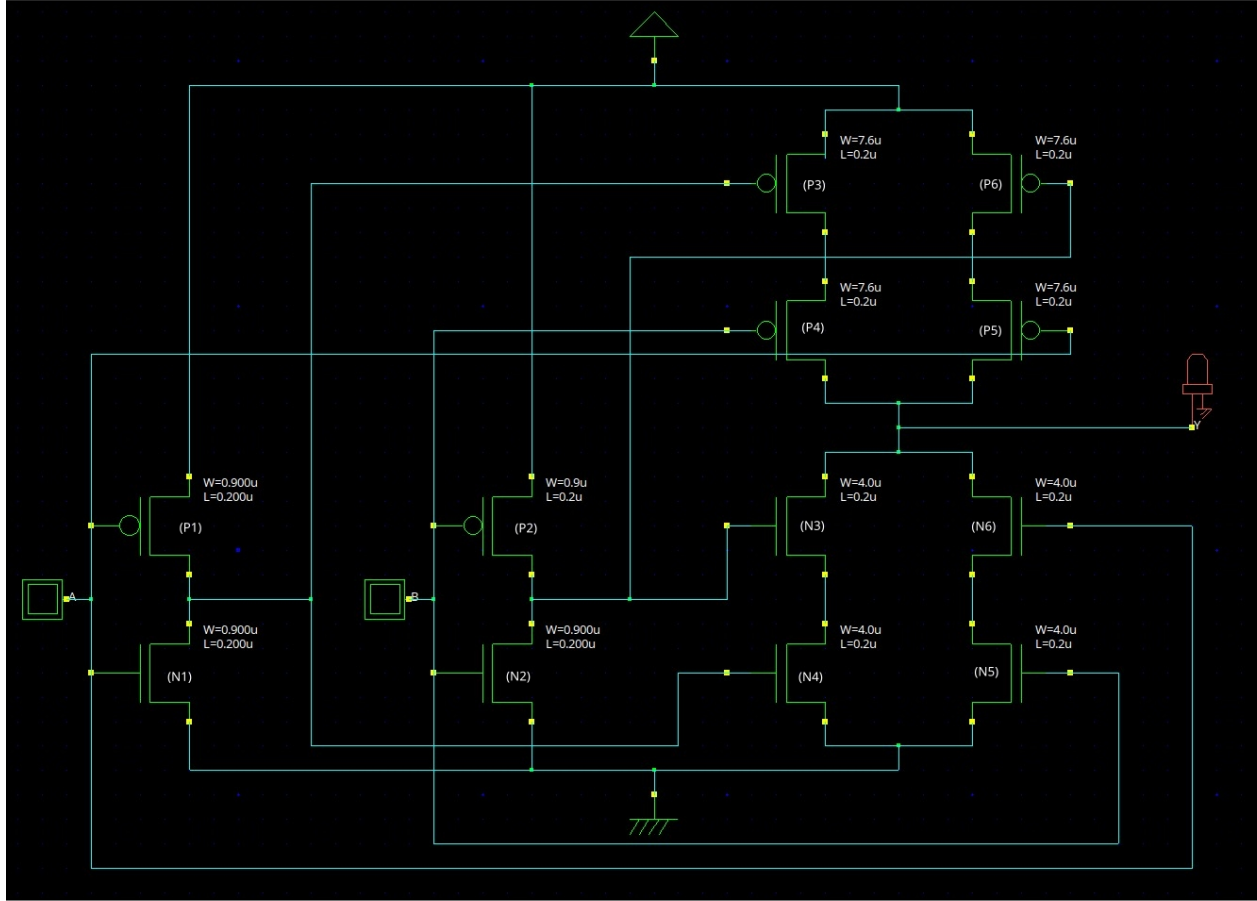 W=7.6u
L=0.2u
(P3)
W=7.6u
L=0.2u
(P6)
W=7.6u
L=0.2u
(P4)
W=7.6u
L=0.2u
(P5)
Y
W=0.900u
L=0.200u
(P1)
W=0.9u
L=0.2u
(P2)
W=4.0u
L=0.2u
(N3)
W=4.0u
L=0.2u
(N6)
A
B
W=0.900u
L=0.200u
(N1)
W=0.900u
L=0.200u
(N2)
W=4.0u
L=0.2u
(N4)
W=4.0u
L=0.2u
(N5)